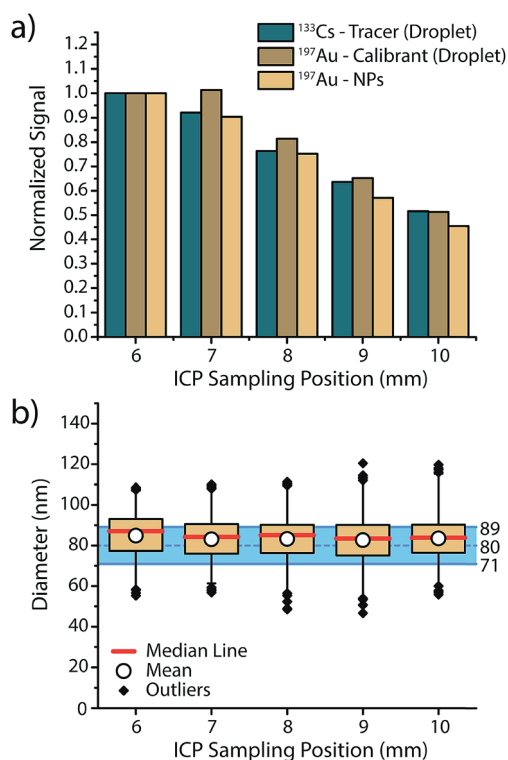 a)
¹³³Cs - Tracer (Droplet)
¹⁹⁷Au - Calibrant (Droplet)
¹⁹⁷Au - NPs
Normalized Signal
1.2
1.1
1.0
0.9
0.8
0.7
0.6
0.5
0.4
0.3
0.2
0.1
0.0
6 7 8 9 10
ICP Sampling Position (mm)
b)
Diameter (nm)
140
120
100
80
60
40
20
0
89
80
71
Median Line
Mean
Outliers
6 7 8 9 10
ICP Sampling Position (mm)